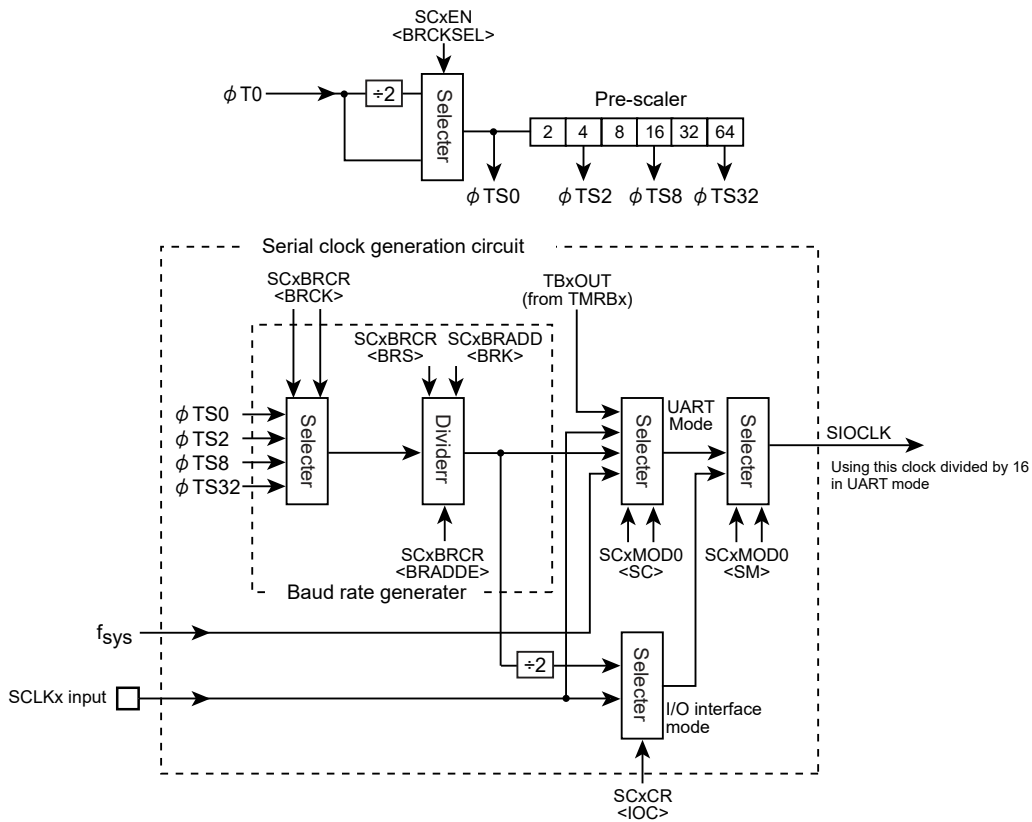 SCxEN
<BRCKSEL>
ϕT0
÷2
Selecter
Pre-scaler
2 4 8 16 32 64
ϕTS0
ϕTS2
ϕTS8
ϕTS32
Serial clock generation circuit
SCxBRCR
<BRCK>
TBxOUT
(from TMRBx)
SCxBRCR
<BRS>
SCxBRADD
<BRK>
ϕTS0
ϕTS2
ϕTS8
ϕTS32
Selecter
Dividerr
Selecter
UART
Mode
Selecter
SIOCLK
Using this clock divided by 16
in UART mode
SCxBRCR
<BRADDE>
SCxMOD0
<SC>
SCxMOD0
<SM>
Baud rate generater
fsys
÷2
Selecter
SCLKx input
I/O interface
mode
SCxCR
<IOC>